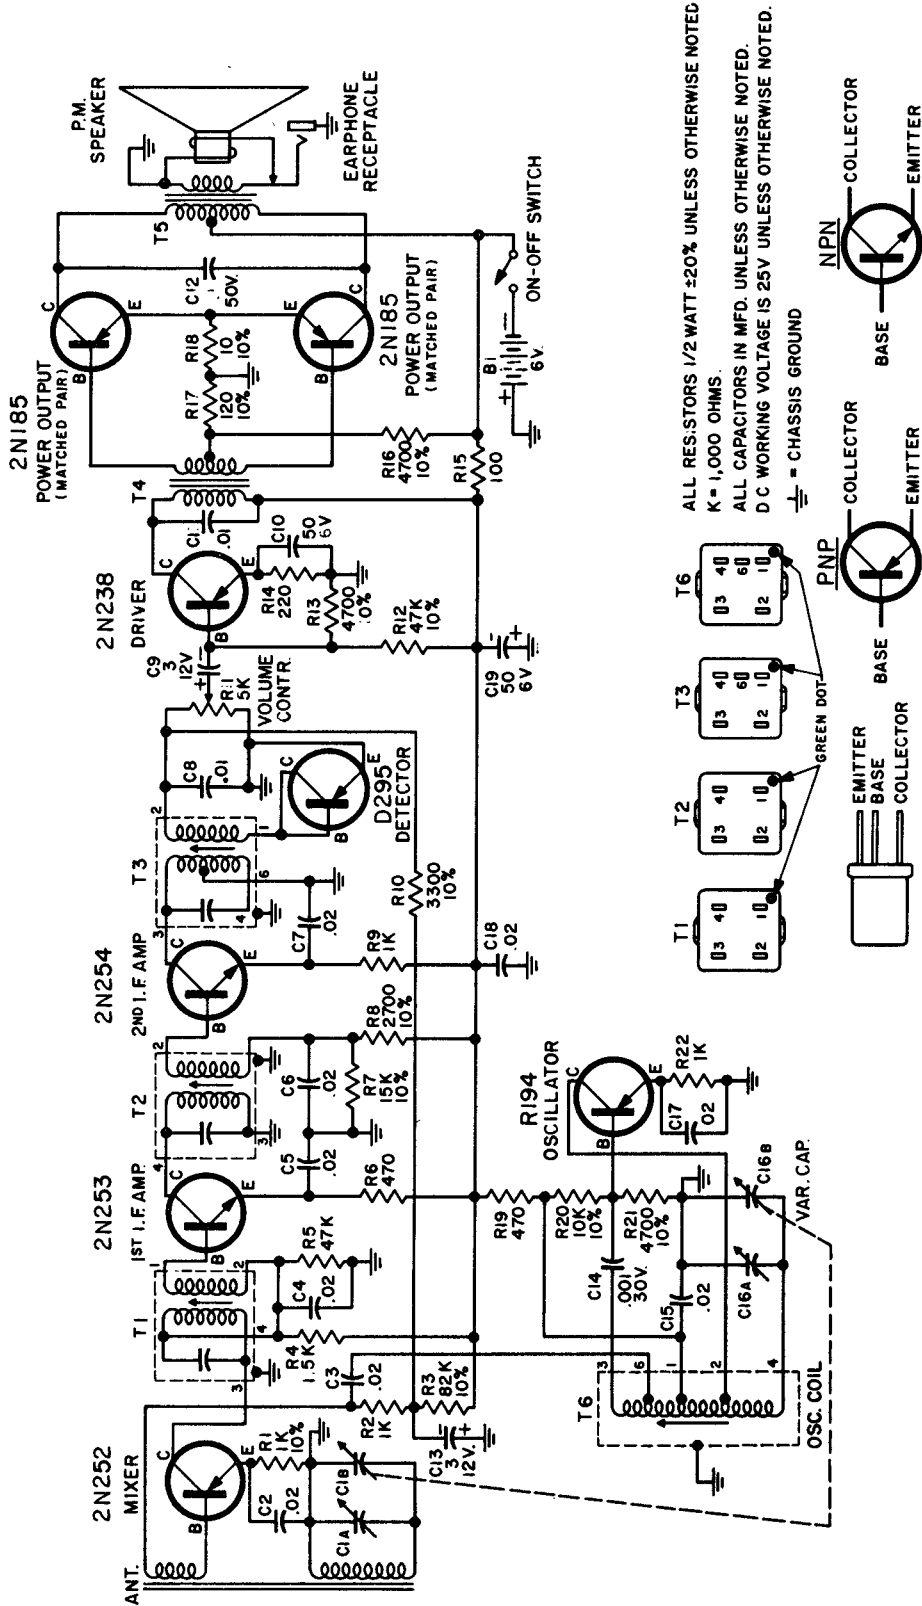 2N252
MIXER
ANT.
B
C
E
R1
1K
10%
C2
.02
C1A
C1B
T1
3
4
2
R4
1.5K
C4
.02
R5
47K
C3
.02
R2
1K
R3
82K
10%
C13
3
12V.
2N253
1ST I.F. AMP.
B
C
E
C5
.02
R6
470
T2
4
3
2
C6
.02
R7
15K
10%
R8
2700
10%
2N254
2ND I.F. AMP
B
C
E
C7
.02
R9
1K
C18
.02
T3
3
4
6
2
1
C8
.01
R10
3300
10%
D295
DETECTOR
B
C
E
R11
5K
VOLUME
CONTR.
C9
3
12V
+
-
2N238
DRIVER
B
C
E
R14
220
C10
50
6V
R13
4700
10%
R12
47K
10%
C19
50
6V
-
+
T4
C11
.01
2N185
POWER OUTPUT
(MATCHED PAIR)
B
C
E
R17
120
10%
R18
10
10%
C12
50V.
R16
4700
10%
R15
100
2N185
POWER OUTPUT
(MATCHED PAIR)
B
C
E
T5
P.M.
SPEAKER
EARPHONE
RECEPTACLE
+
B1
6V.
-
ON-OFF SWITCH
R19
470
R20
10K
10%
R21
4700
10%
C14
.001
30V.
C15
.02
C16A
C16B
VAR. CAP.
R194
OSCILLATOR
B
C
E
C17
.02
R22
1K
T6
3
6
1
2
4
OSC. COIL
T1
3
4
2
1
T2
3
4
2
1
T3
3
4
6
2
1
T6
3
4
6
2
1
GREEN DOT
ALL RESISTORS 1/2 WATT ±20% UNLESS OTHERWISE NOTED
K = 1,000 OHMS.
ALL CAPACITORS IN MFD. UNLESS OTHERWISE NOTED.
D C WORKING VOLTAGE IS 25V UNLESS OTHERWISE NOTED.
= CHASSIS GROUND
EMITTER
BASE
COLLECTOR
PNP
BASE
COLLECTOR
EMITTER
NPN
BASE
COLLECTOR
EMITTER